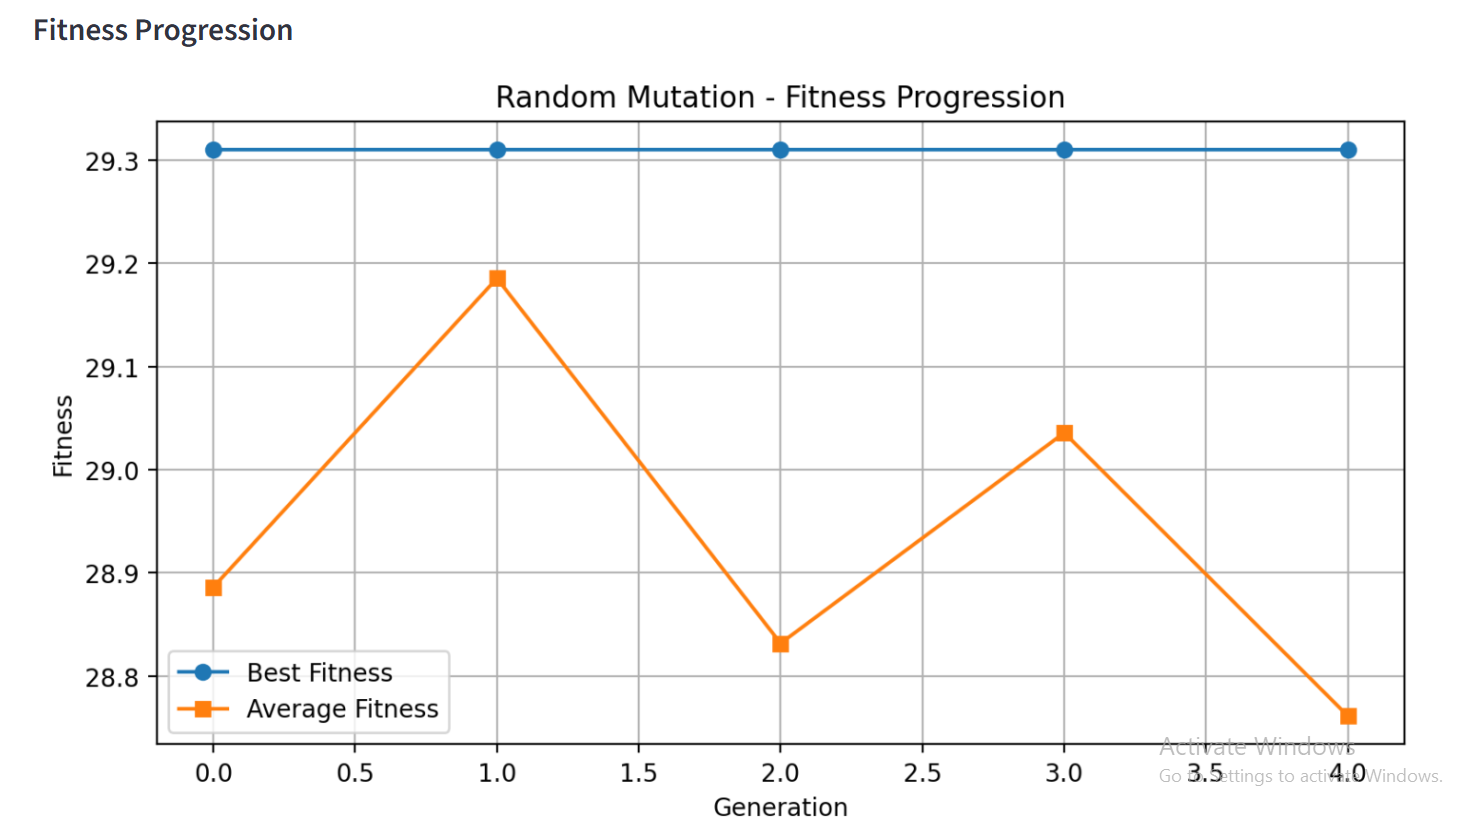 Fitness Progression
Random Mutation - Fitness Progression
29.3
29.2
29.1
29.0
28.9
28.8
Fitness
Best Fitness
Average Fitness
0.0 0.5 1.0 1.5 2.0 2.5 3.0 3.5 4.0
Generation
Activate Windows
Go to Settings to activate Windows.